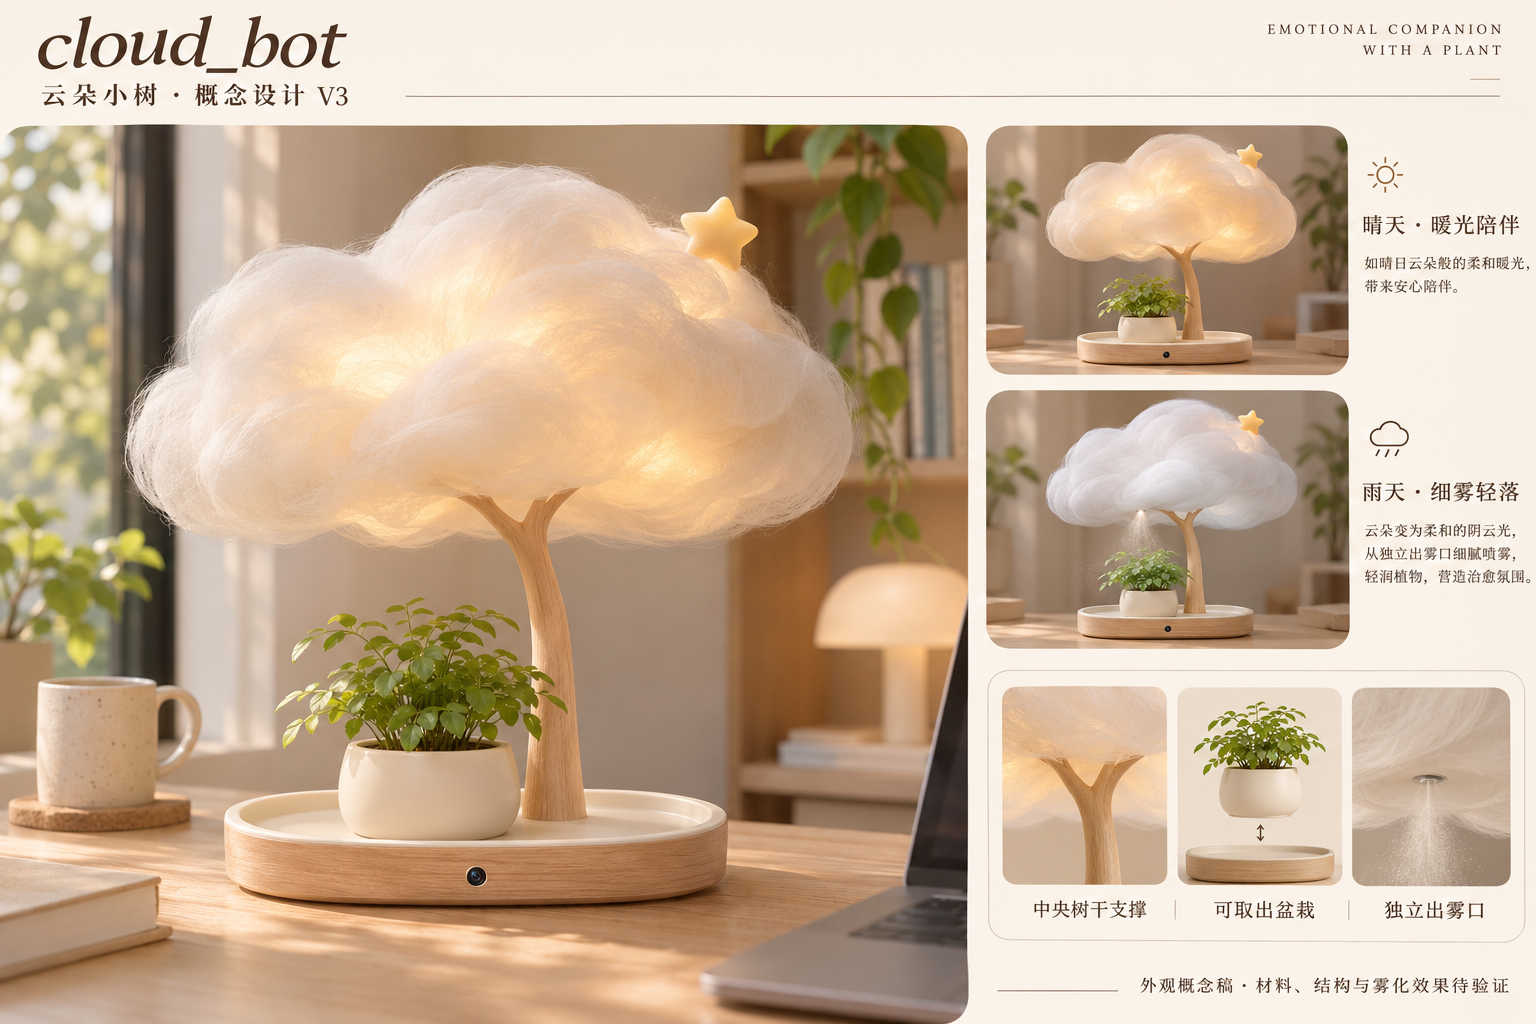 cloud_bot
云朵小树 · 概念设计 V3
EMOTIONAL COMPANION
WITH A PLANT
晴天 · 暖光陪伴
如晴日云朵般的柔和暖光，
带来安心陪伴。
雨天 · 细雾轻落
云朵变为柔和的阴云光，
从独立出雾口细腻喷雾，
轻润植物，营造治愈氛围。
中央树干支撑
可取出盆栽
独立出雾口
外观概念稿 · 材料、结构与雾化效果待验证